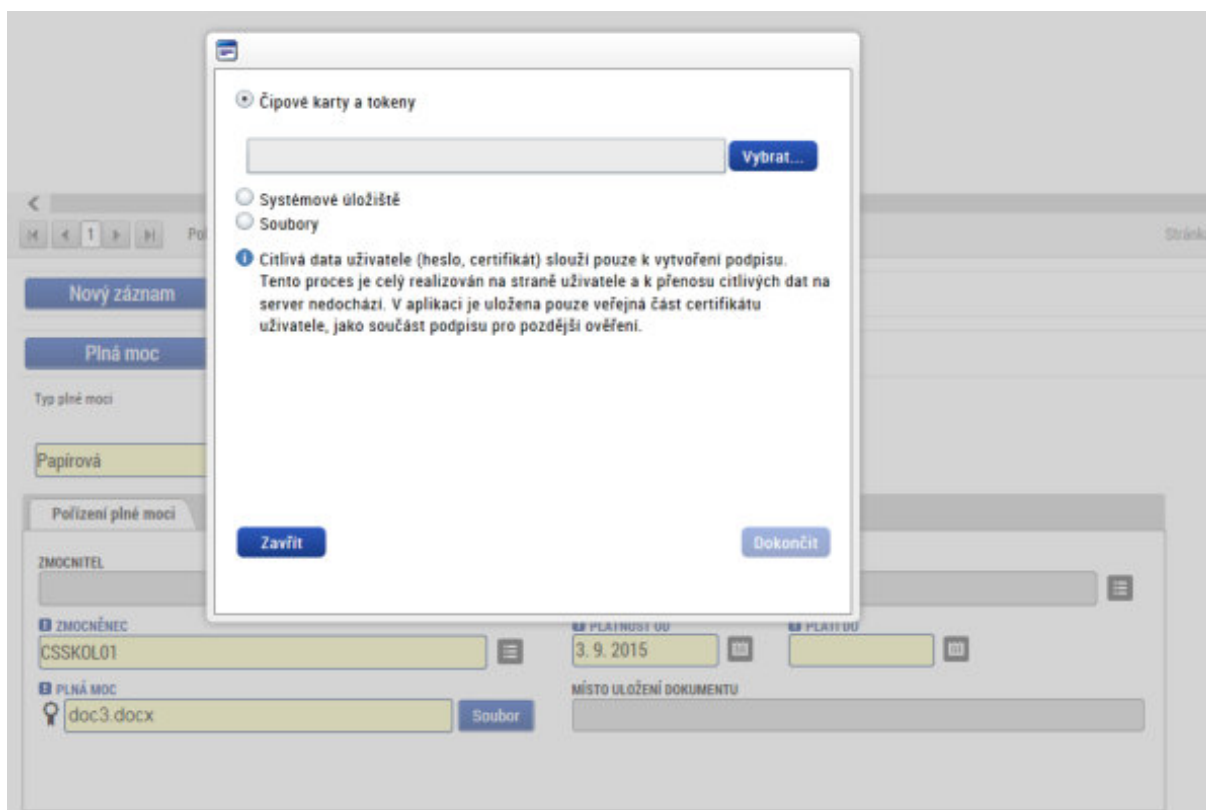 Čipové karty a tokeny
Vybrat...
Systémové úložiště
Soubory
Citlivá data uživatele (heslo, certifikát) slouží pouze k vytvoření podpisu.
Tento proces je celý realizován na straně uživatele a k přenosu citlivých dat na
server nedochází. V aplikaci je uložena pouze veřejná část certifikátu
uživatele, jako součást podpisu pro pozdější ověření.
Zavřít Dokončit
1
Nový záznam
Plná moc
Typ plné moci
Papírová
Pořízení plné moci
ZMOCNITEL
ZMOCNĚNEC PLATNOST OD PLATÍ DO
CSSKOL01 3. 9. 2015
PLNÁ MOC MÍSTO ULOŽENÍ DOKUMENTU
doc3.docx Soubor